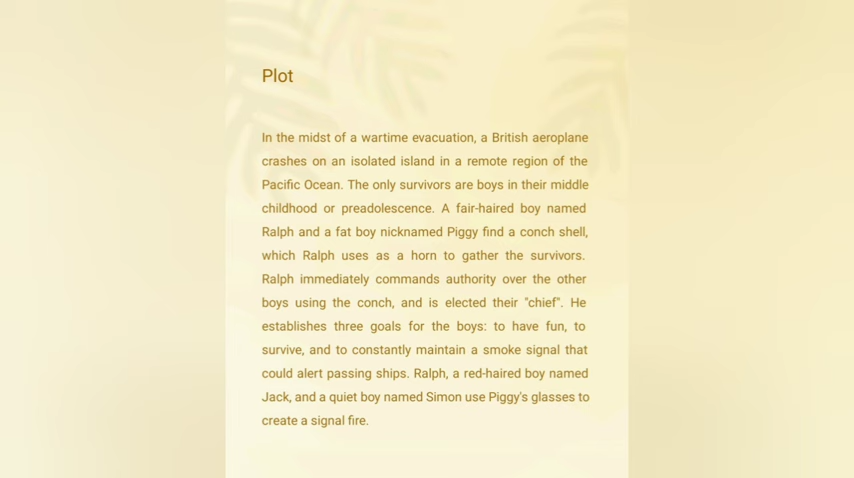 Plot
In the midst of a wartime evacuation, a British aeroplane
crashes on an isolated island in a remote region of the
Pacific Ocean. The only survivors are boys in their middle
childhood or preadolescence. A fair-haired boy named
Ralph and a fat boy nicknamed Piggy find a conch shell,
which Ralph uses as a horn to gather the survivors.
Ralph immediately commands authority over the other
boys using the conch, and is elected their "chief". He
establishes three goals for the boys: to have fun, to
survive, and to constantly maintain a smoke signal that
could alert passing ships. Ralph, a red-haired boy named
Jack, and a quiet boy named Simon use Piggy's glasses to
create a signal fire.